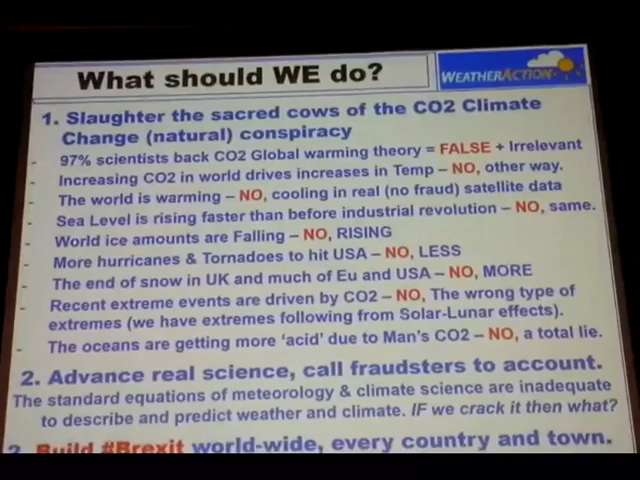 What should WE do?
WEATHERACTION
1. Slaughter the sacred cows of the CO2 Climate
Change (natural) conspiracy
- 97% scientists back CO2 Global warming theory = FALSE + Irrelevant
- Increasing CO2 in world drives increases in Temp – NO, other way.
- The world is warming – NO, cooling in real (no fraud) satellite data
- Sea Level is rising faster than before industrial revolution – NO, same.
- World ice amounts are Falling – NO, RISING
- More hurricanes & Tornadoes to hit USA – NO, LESS
- The end of snow in UK and much of Eu and USA – NO, MORE
- Recent extreme events are driven by CO2 – NO, The wrong type of
extremes (we have extremes following from Solar-Lunar effects).
- The oceans are getting more 'acid' due to Man's CO2 – NO, a total lie.
2. Advance real science, call fraudsters to account.
The standard equations of meteorology & climate science are inadequate
to describe and predict weather and climate. IF we crack it then what?
Build #Brexit world-wide, every country and town.